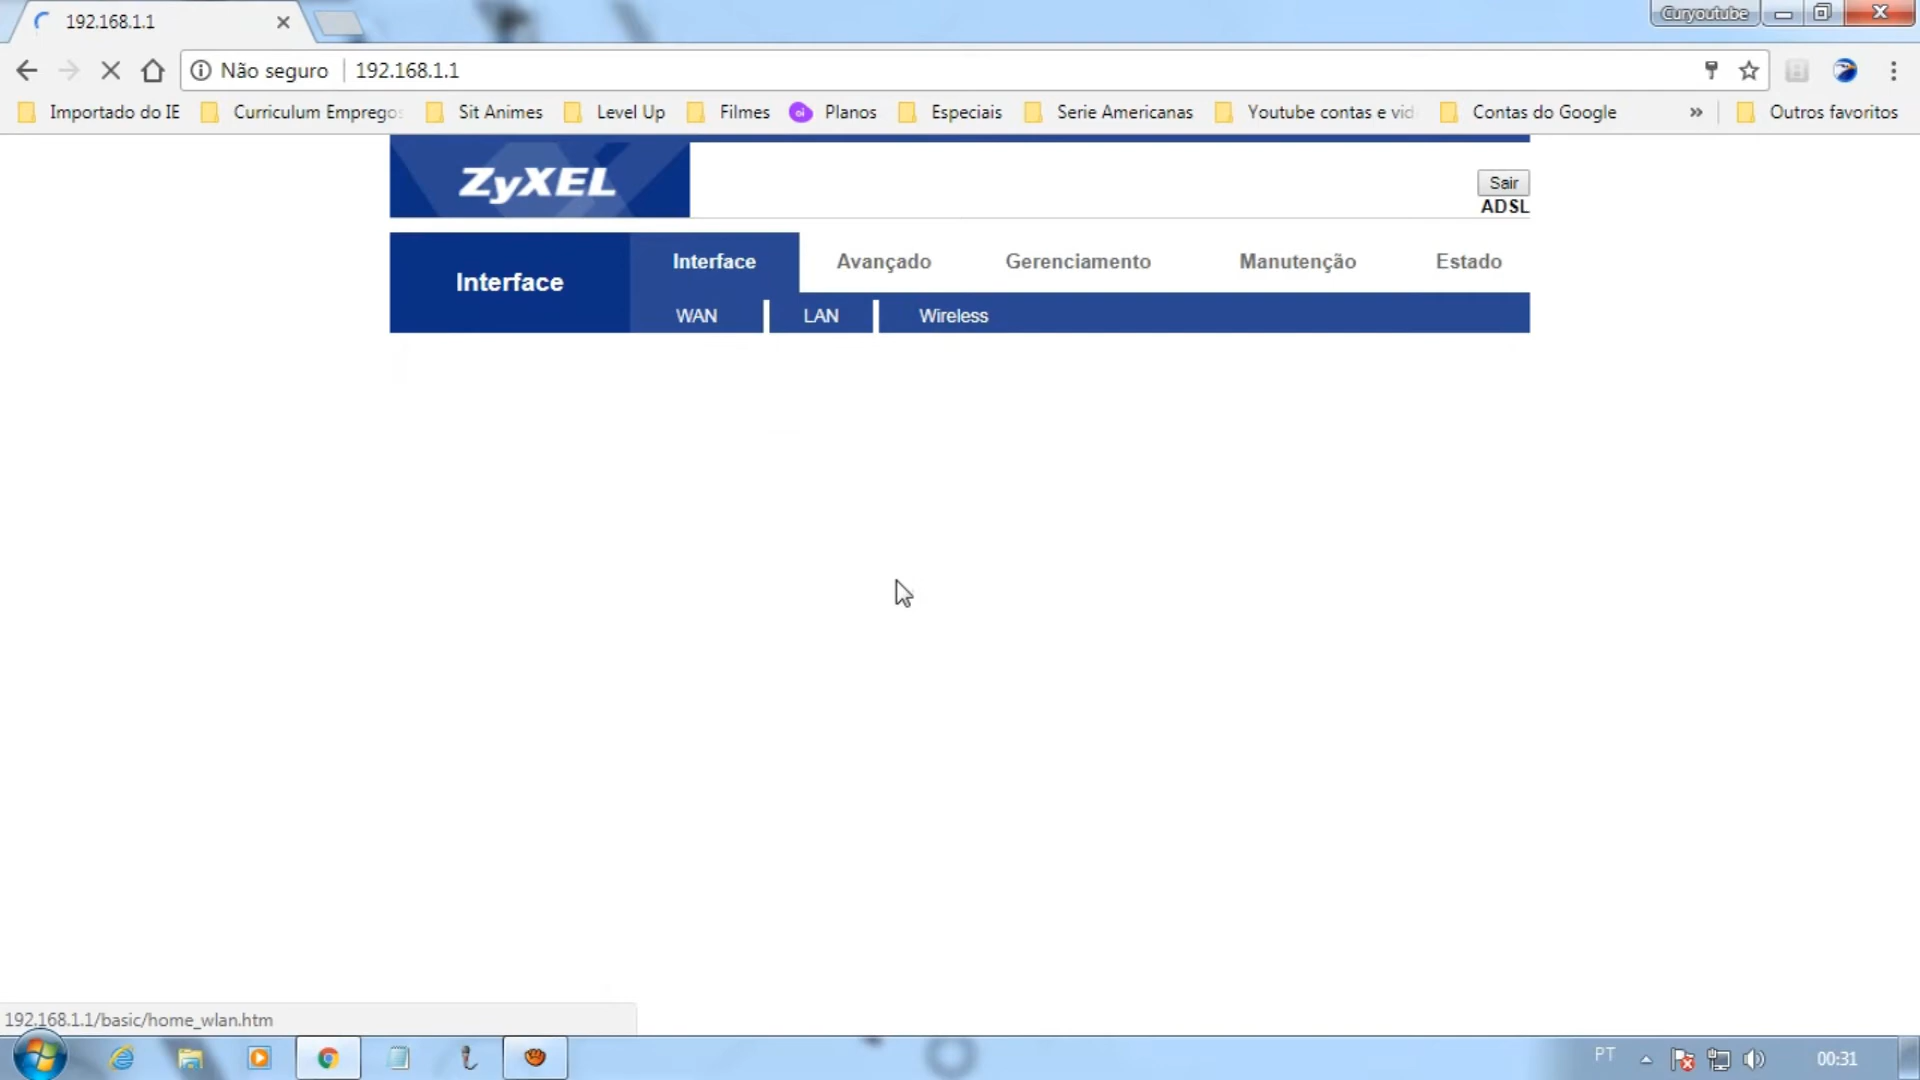 192.168.1.1
Curyoutube
Não seguro 192.168.1.1
Importado do IE Curriculum Emprego Sit Animes Level Up Filmes oi Planos Especiais Serie Americanas Youtube contas e vid Contas do Google » Outros favoritos
ZyXEL
Sair
ADSL
Interface
Interface Avançado Gerenciamento Manutenção Estado
WAN LAN Wireless
192.168.1.1/basic/home_wlan.htm
PT 00:31